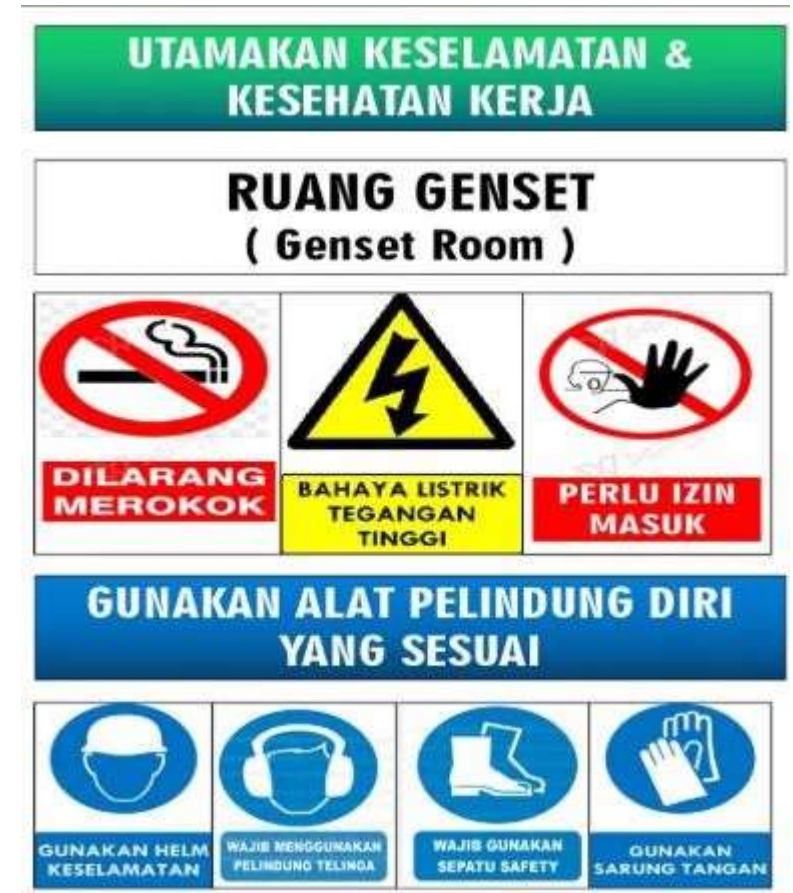 UTAMAKAN KESELAMATAN &
KESEHATAN KERJA
RUANG GENSET
( Genset Room )
DILARANG
MEROKOK
BAHAYA LISTRIK
TEGANGAN
TINGGI
PERLU IZIN
MASUK
GUNAKAN ALAT PELINDUNG DIRI
YANG SESUAI
GUNAKAN HELM
KESELAMATAN
WAJIB MENGGUNAKAN
PELINDUNG TELINGA
WAJIB GUNAKAN
SEPATU SAFETY
GUNAKAN
SARUNG TANGAN